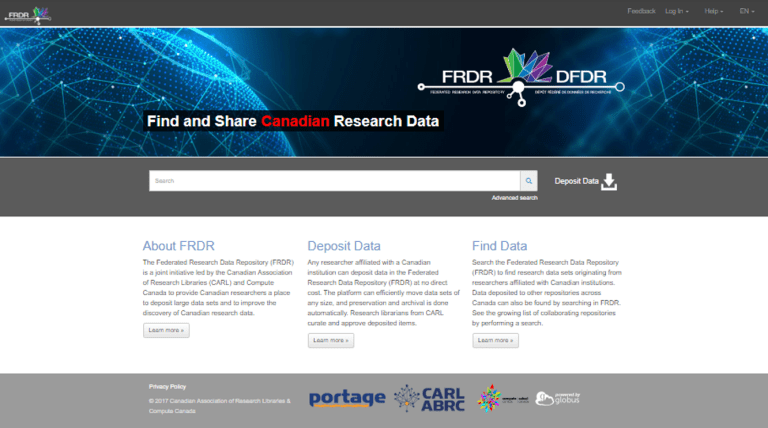 FRDR
Feedback Log In Help EN
FRDR DFDR
FEDERATED RESEARCH DATA REPOSITORY DÉPÔT FÉDÉRÉ DE DONNÉES DE RECHERCHE
Find and Share Canadian Research Data
Search
Deposit Data
Advanced search
About FRDR
The Federated Research Data Repository (FRDR)
is a joint initiative led by the Canadian Association
of Research Libraries (CARL) and Compute
Canada to provide Canadian researchers a place
to deposit large data sets and to improve the
discovery of Canadian research data.
Learn more »
Deposit Data
Any researcher affiliated with a Canadian
institution can deposit data in the Federated
Research Data Repository (FRDR) at no direct
cost. The platform can efficiently move data sets of
any size, and preservation and archival is done
automatically. Research librarians from CARL
curate and approve deposited items.
Learn more »
Find Data
Search the Federated Research Data Repository
(FRDR) to find research data sets originating from
researchers affiliated with Canadian institutions.
Data deposited to other repositories across
Canada can also be found by searching in FRDR.
See the growing list of collaborating repositories
by performing a search.
Learn more »
Privacy Policy
© 2017 Canadian Association of Research Libraries &
Compute Canada
portage
CARL
ABRC
powered by
globus